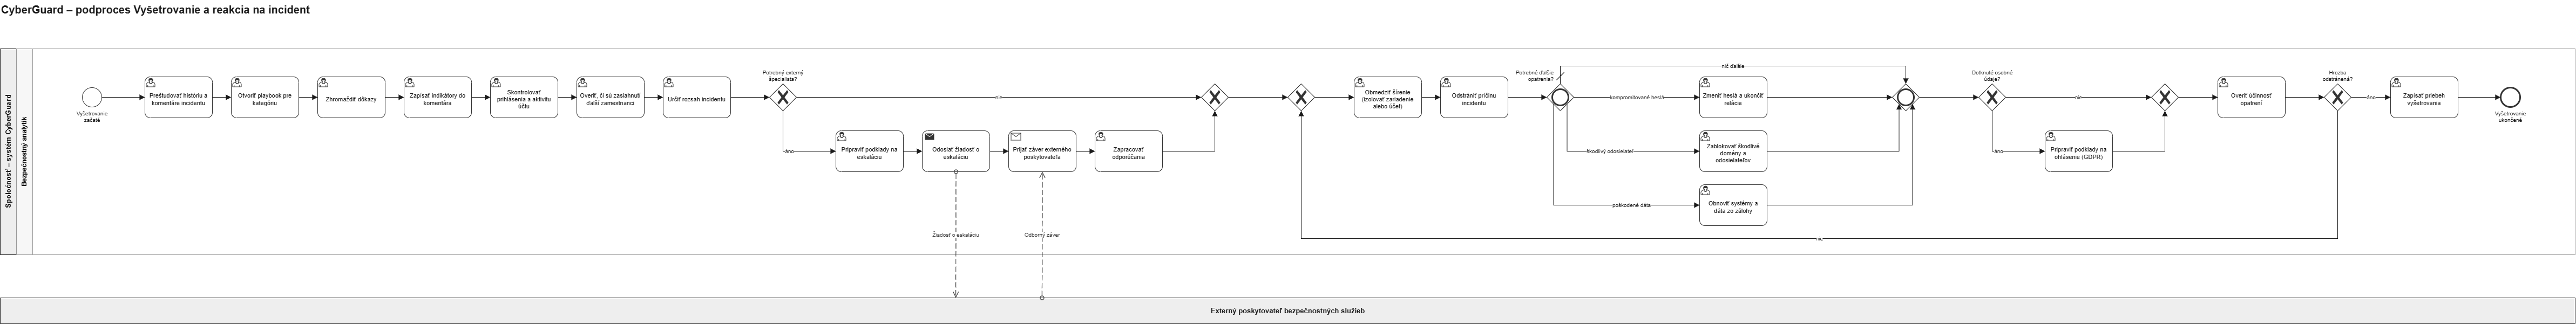 CyberGuard – podproces Vyšetrovanie a reakcia na incident
Spoločnosť – systém CyberGuard
Bezpečnostný analytik
Vyšetrovanie
začaté
Preštudovať históriu a
komentáre incidentu
Otvoriť playbook pre
kategóriu
Zhromaždiť dôkazy
Zapísať indikátory do
komentára
Skontrolovať
prihlásenia a aktivitu
účtu
Overiť, či sú zasiahnutí
ďalší zamestnanci
Určiť rozsah incidentu
Potrebný externý
špecialista?
nie
áno
Pripraviť podklady na
eskaláciu
Odoslať žiadosť o
eskaláciu
Prijať záver externého
poskytovateľa
Zapracovať
odporúčania
Žiadosť o eskaláciu
Odborný záver
Obmedziť šírenie
(izolovať zariadenie
alebo účet)
Odstrániť príčinu
incidentu
Potrebné ďalšie
opatrenia?
nič ďalšie
kompromitované heslá
škodlivý odosielateľ
poškodené dáta
Zmeniť heslá a ukončiť
relácie
Zablokovať škodlivé
domény a
odosielateľov
Obnoviť systémy a
dáta zo zálohy
Dotknuté osobné
údaje?
nie
áno
Pripraviť podklady na
ohlásenie (GDPR)
Overiť účinnosť
opatrení
Hrozba
odstránená?
áno
nie
Zapísať priebeh
vyšetrovania
Vyšetrovanie
ukončené
Externý poskytovateľ bezpečnostných služieb